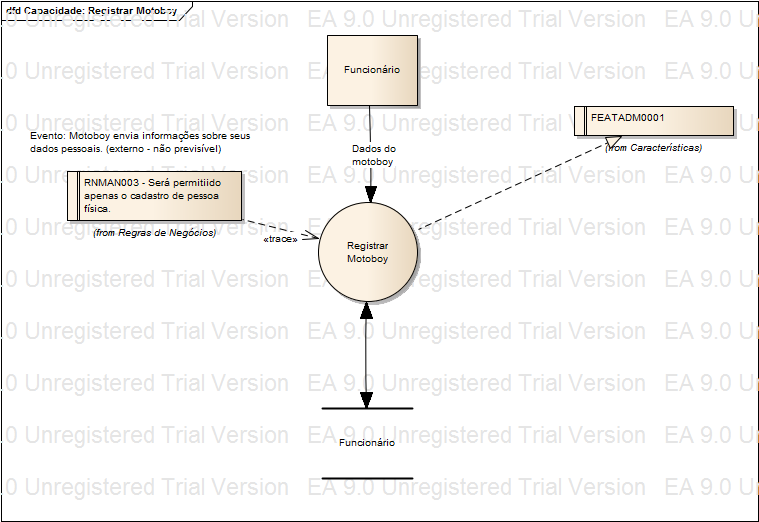 dfd Capacidade: Registrar Motoboy
EA 9.0 Unregistered Trial Version
Funcionário
FEATADM0001
(from Características)
Evento: Motoboy envia informações sobre seus
dados pessoais. (externo - não previsível)
Dados do
motoboy
RNMAN003 - Será permitiido
apenas o cadastro de pessoa
física.
(from Regras de Negócios)
«trace»
Registrar
Motoboy
Funcionário